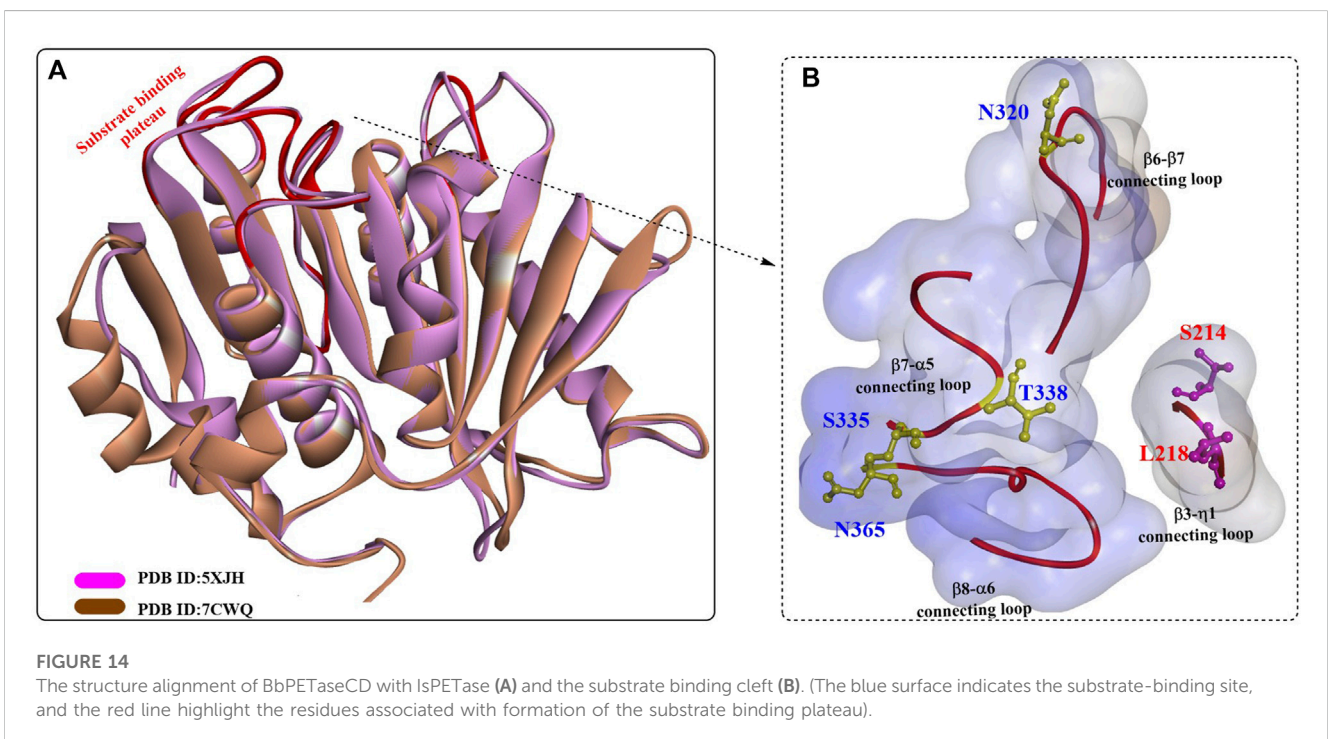 A
Substrate binding
plateau
PDB ID:5XJH
PDB ID:7CWQ
B
N320
β6-β7
connecting loop
S214
β7-α5
connecting loop
T338
S335
L218
N365
β3-η1
connecting loop
β8-α6
connecting loop
FIGURE 14
The structure alignment of BbPETaseCD with IsPETase (A) and the substrate binding cleft (B). (The blue surface indicates the substrate-binding site,
and the red line highlight the residues associated with formation of the substrate binding plateau).